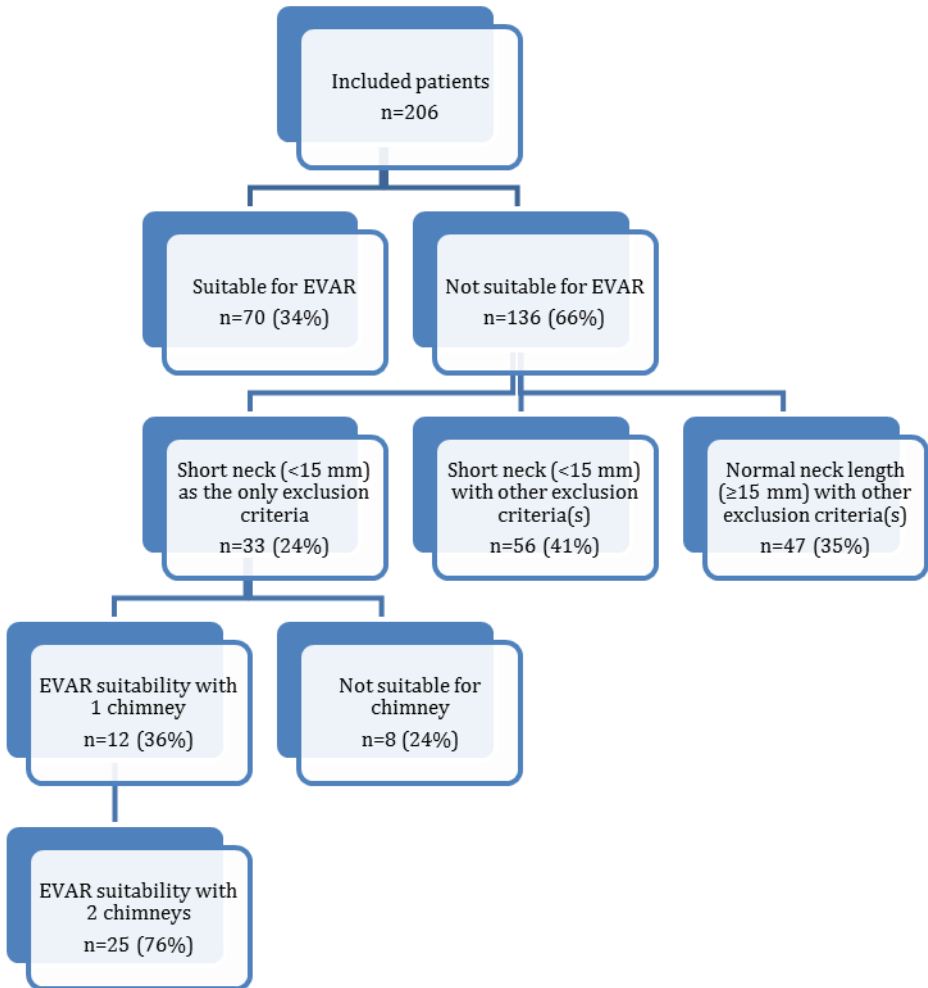 Included patients
n=206
Suitable for EVAR
n=70 (34%)
Not suitable for EVAR
n=136 (66%)
Short neck (<15 mm)
as the only exclusion
criteria
n=33 (24%)
Short neck (<15 mm)
with other exclusion
criteria(s)
n=56 (41%)
Normal neck length
(≥15 mm) with other
exclusion criteria(s)
n=47 (35%)
EVAR suitability with
1 chimney
n=12 (36%)
Not suitable for
chimney
n=8 (24%)
EVAR suitability with
2 chimneys
n=25 (76%)